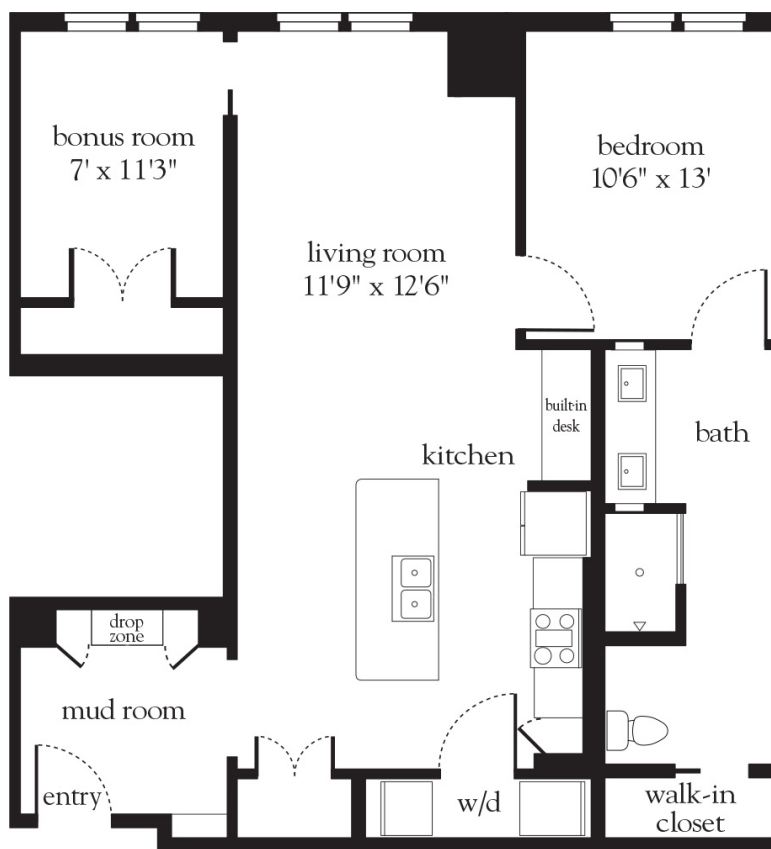 bonus room
7' x 11'3"
bedroom
10'6" x 13'
living room
11'9" x 12'6"
built-in
desk
bath
kitchen
drop
zone
mud room
entry
w/d
walk-in
closet